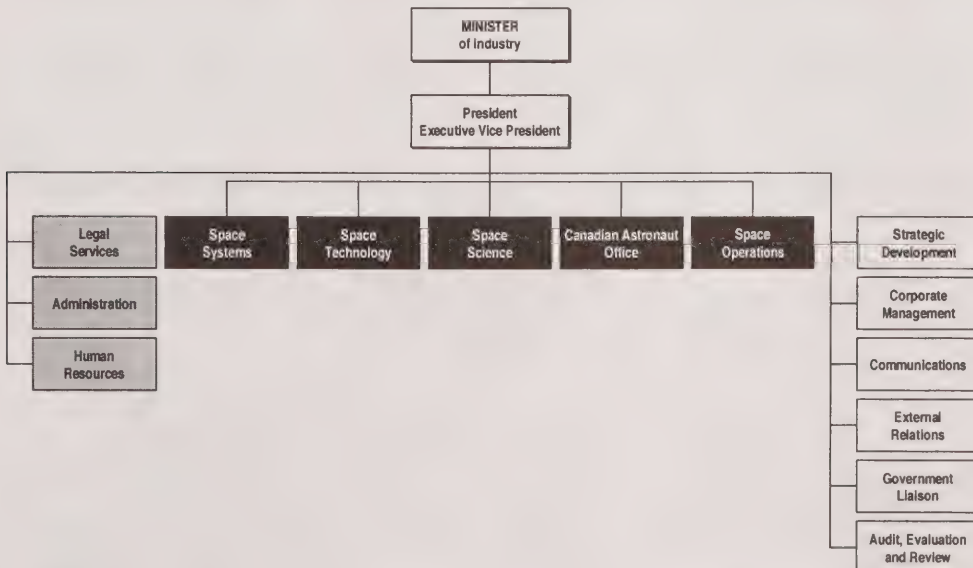 MINISTER
of Industry
President
Executive Vice President
Legal
Services
Space
Systems
Space
Technology
Space
Science
Canadian Astronaut
Office
Space
Operations
Strategic
Development
Administration
Corporate
Management
Human
Resources
Communications
External
Relations
Government
Liaison
Audit, Evaluation
and Review